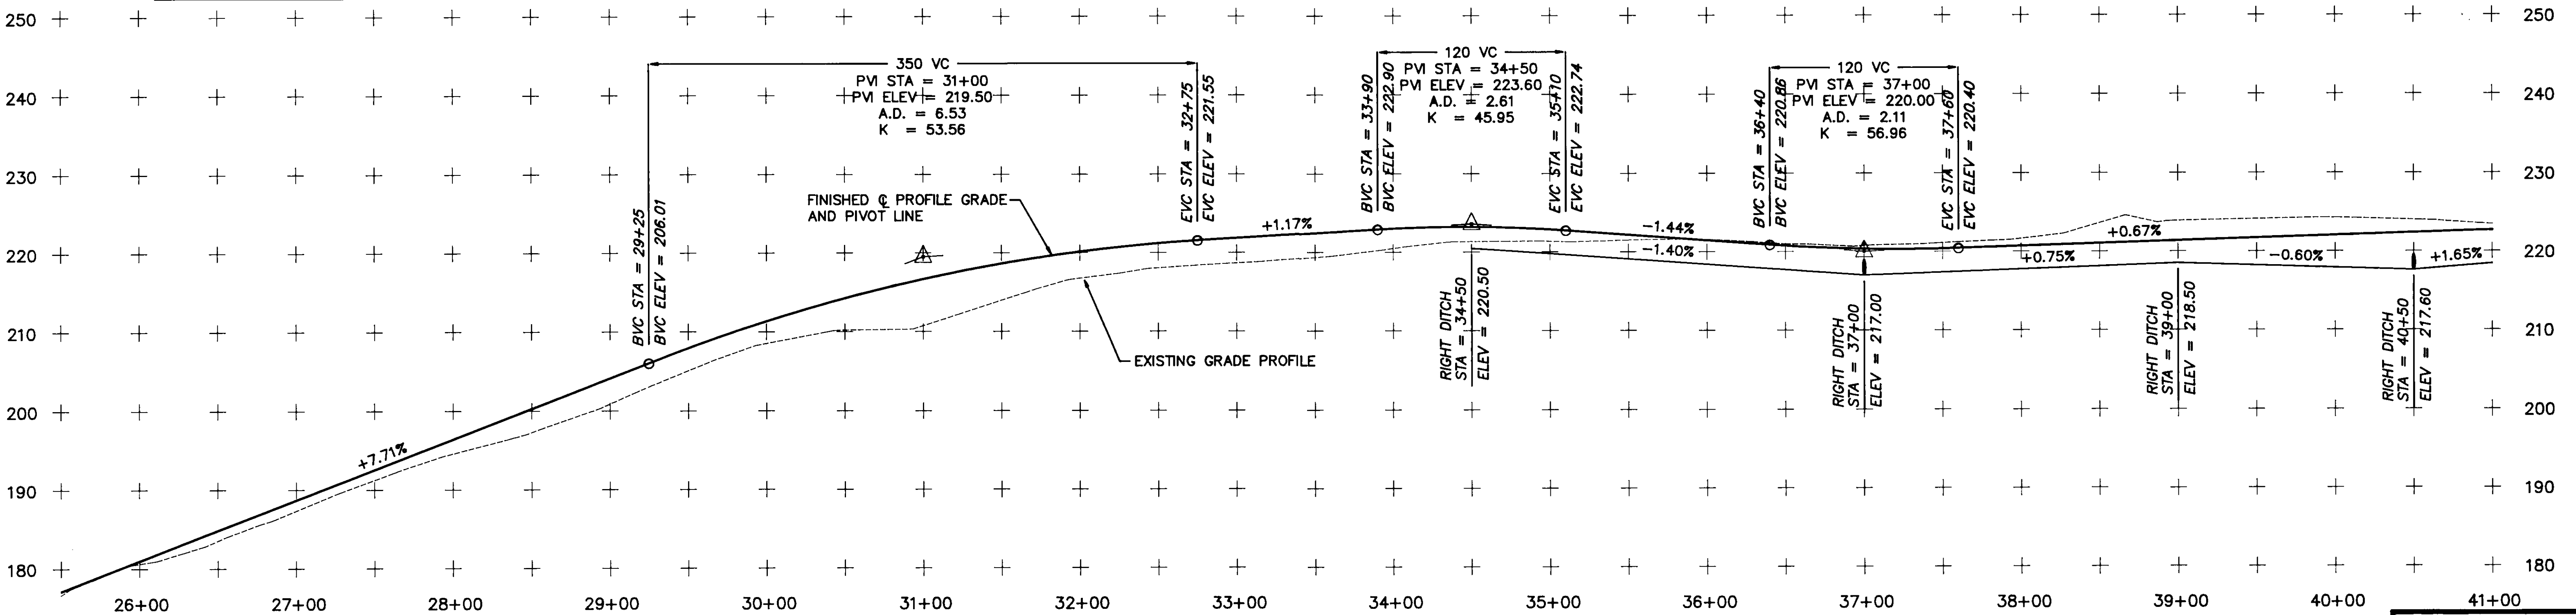 250
240
230
220
210
200
190
180
250
240
230
220
210
200
190
180
350 VC
PVI STA = 31+00
PVI ELEV = 219.50
A.D. = 6.53
K = 53.56
BVC STA = 29+25
BVC ELEV = 206.01
EVC STA = 32+75
EVC ELEV = 221.55
120 VC
PVI STA = 34+50
PVI ELEV = 223.60
A.D. = 2.61
K = 45.95
BVC STA = 33+90
BVC ELEV = 222.90
EVC STA = 35+10
EVC ELEV = 222.74
120 VC
PVI STA = 37+00
PVI ELEV = 220.00
A.D. = 2.11
K = 56.96
BVC STA = 36+40
BVC ELEV = 220.86
EVC STA = 37+60
EVC ELEV = 220.40
FINISHED ℄ PROFILE GRADE
AND PIVOT LINE
EXISTING GRADE PROFILE
+7.71%
+1.17%
-1.44%
-1.40%
+0.67%
+0.75%
-0.60%
+1.65%
RIGHT DITCH
STA = 34+50
ELEV = 220.50
RIGHT DITCH
STA = 37+00
ELEV = 217.00
RIGHT DITCH
STA = 39+00
ELEV = 218.50
RIGHT DITCH
STA = 40+50
ELEV = 217.60
26+00 27+00 28+00 29+00 30+00 31+00 32+00 33+00 34+00 35+00 36+00 37+00 38+00 39+00 40+00 41+00